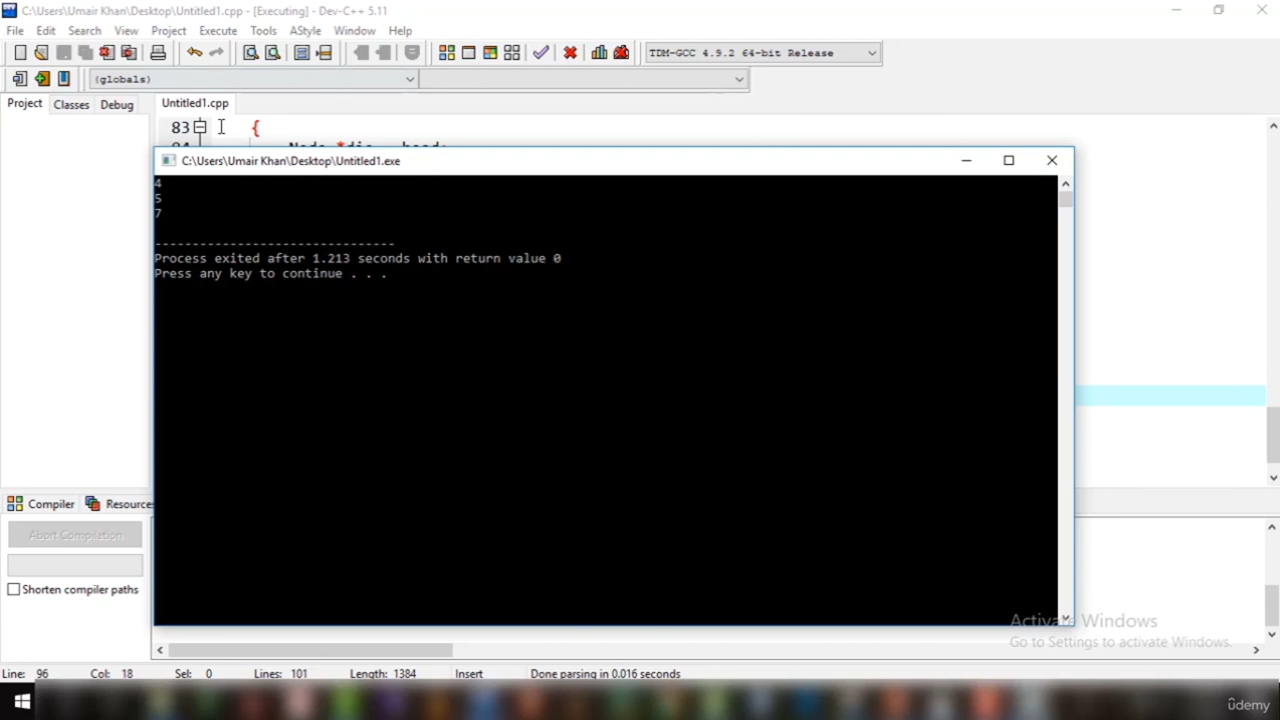 C:\Users\Umair Khan\Desktop\Untitled1.cpp - [Executing] - Dev-C++ 5.11
File Edit Search View Project Execute Tools AStyle Window Help
TDM-GCC 4.9.2 64-bit Release
(globals)
Project Classes Debug Untitled1.cpp
83 {
C:\Users\Umair Khan\Desktop\Untitled1.exe
4
5
7
--------------------------------
Process exited after 1.213 seconds with return value 0
Press any key to continue . . .
Compiler Resources
Abort Compilation
Shorten compiler paths
Activate Windows
Go to Settings to activate Windows.
Line: 96 Col: 18 Sel: 0 Lines: 101 Length: 1384 Insert Done parsing in 0.016 seconds
ûdemy